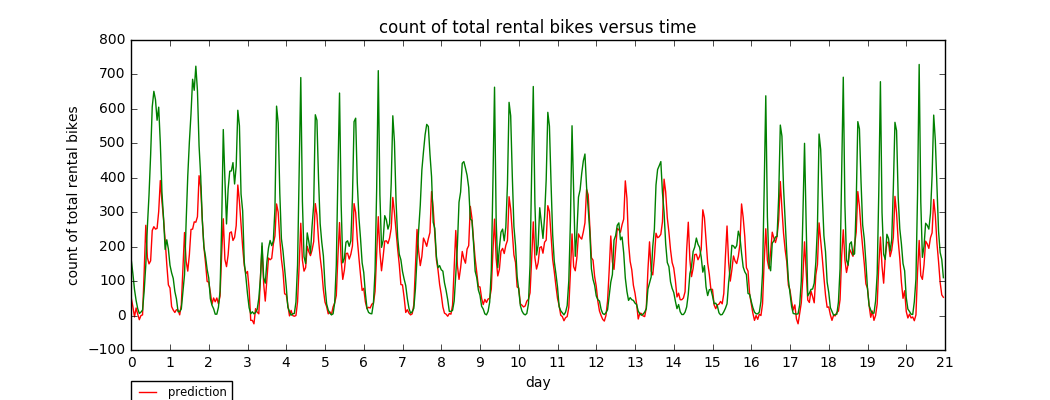 count of total rental bikes versus time
count of total rental bikes
800
700
600
500
400
300
200
100
0
−100
0 1 2 3 4 5 6 7 8 9 10 11 12 13 14 15 16 17 18 19 20 21
day
prediction